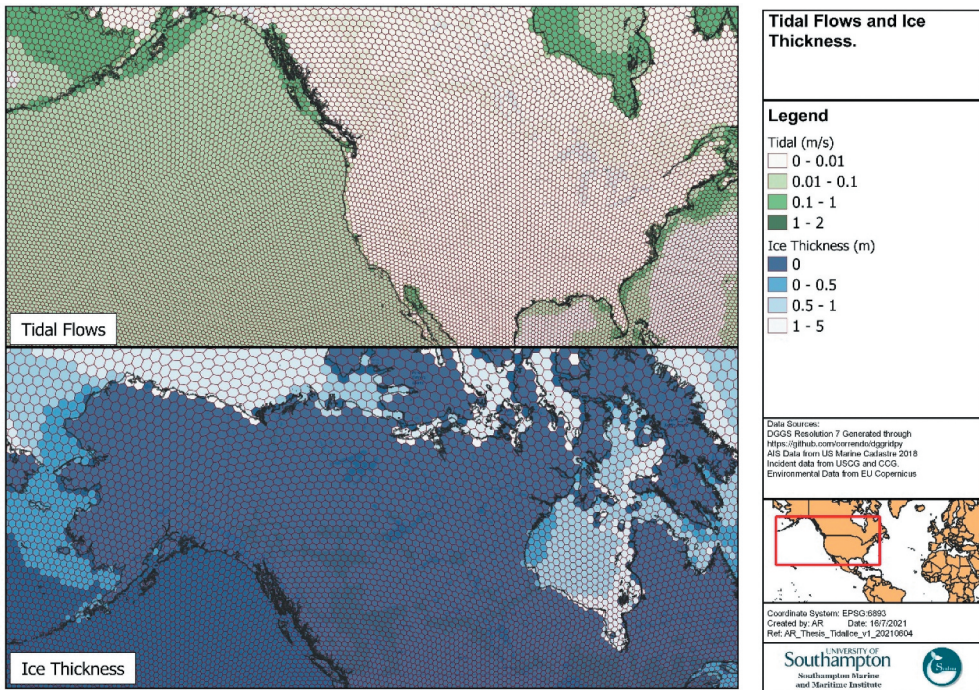 Tidal Flows and Ice
Thickness.
Legend
Tidal (m/s)
0 - 0.01
0.01 - 0.1
0.1 - 1
1 - 2
Ice Thickness (m)
0
0 - 0.5
0.5 - 1
1 - 5
Tidal Flows
Ice Thickness
Data Sources:
DGGS Resolution 7 Generated through
https://github.com/correndo/dggridpy
AIS Data from US Marine Cadastre 2018
Incident data from USCG and CCG.
Environmental Data from EU Copernicus
Coordinate System: EPSG:6893
Created by: AR Date: 16/7/2021
Ref: AR_Thesis_TidalIce_v1_20210604
UNIVERSITY OF
Southampton
Southampton Marine
and Maritime Institute